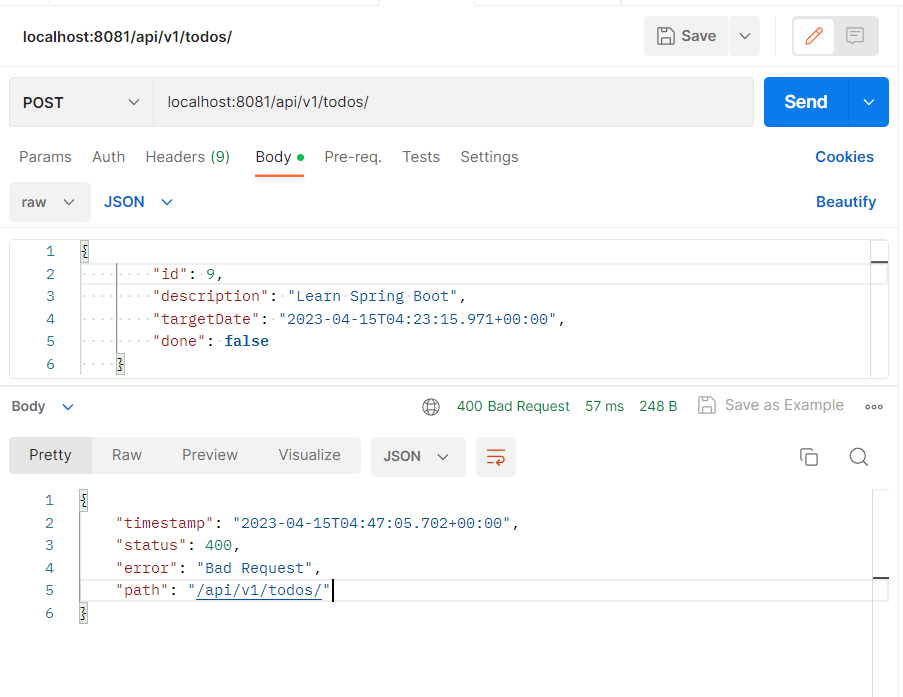 localhost:8081/api/v1/todos/
Save
POST
localhost:8081/api/v1/todos/
Send
Params Auth Headers (9) Body Pre-req. Tests Settings Cookies
raw JSON Beautify
1 {
2 "id": 9,
3 "description": "Learn Spring Boot",
4 "targetDate": "2023-04-15T04:23:15.971+00:00",
5 "done": false
6 }
Body 400 Bad Request 57 ms 248 B Save as Example
Pretty Raw Preview Visualize JSON
1 {
2 "timestamp": "2023-04-15T04:47:05.702+00:00",
3 "status": 400,
4 "error": "Bad Request",
5 "path": "/api/v1/todos/"
6 }